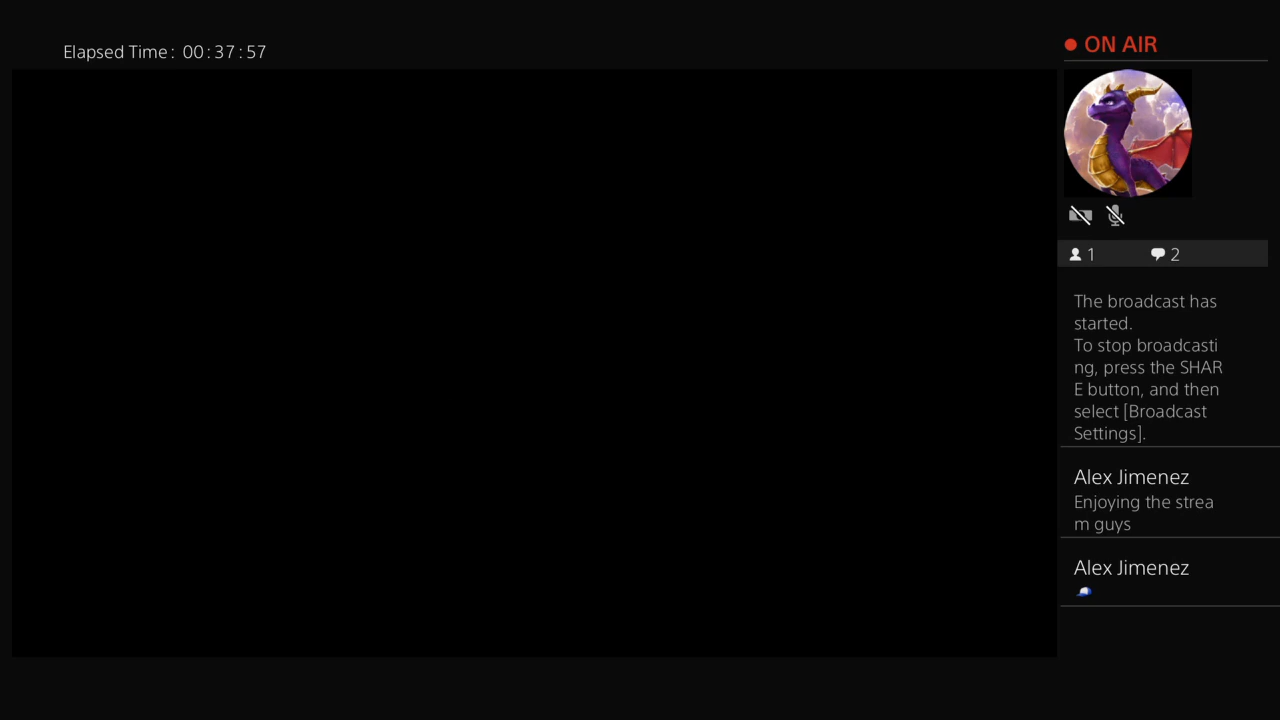 Elapsed Time: 00:37:57
ON AIR
1 2
The broadcast has
started.
To stop broadcasti
ng, press the SHAR
E button, and then
select [Broadcast
Settings].
Alex Jimenez
Enjoying the strea
m guys
Alex Jimenez